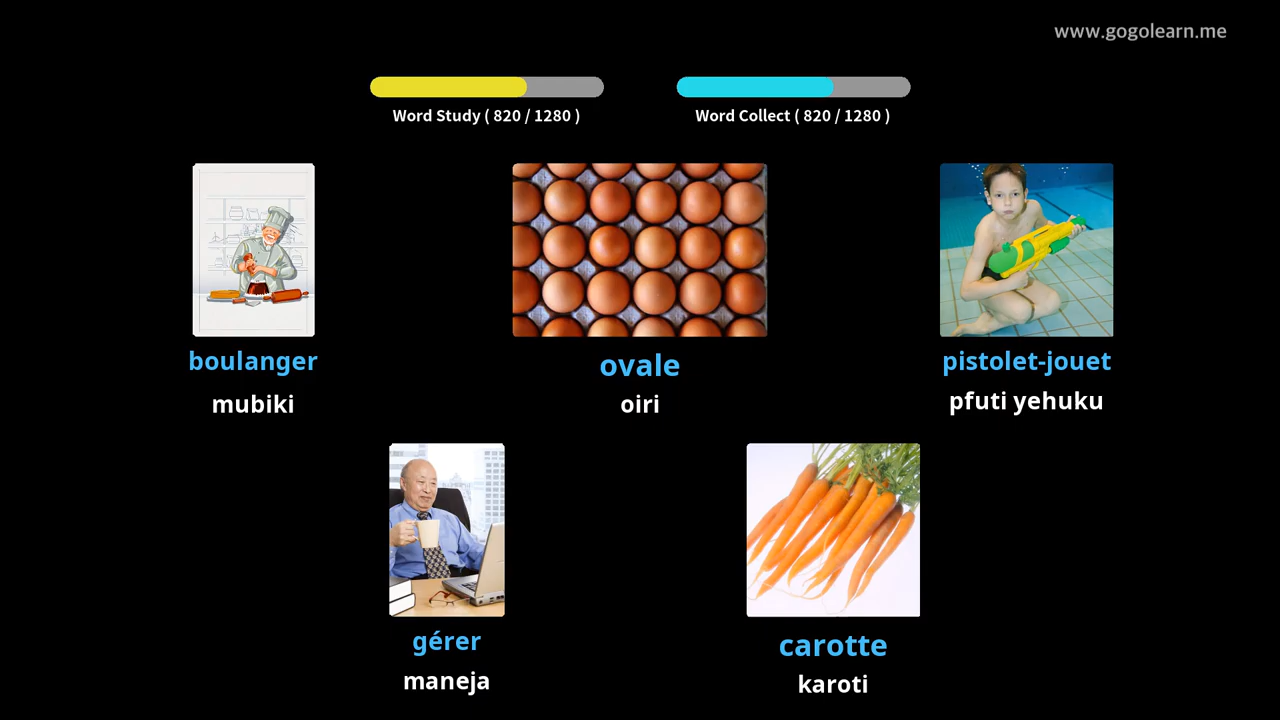 www.gogolearn.me
Word Study ( 820 / 1280 )
Word Collect ( 820 / 1280 )
boulanger
mubiki
ovale
oiri
pistolet-jouet
pfuti yehuku
gérer
maneja
carotte
karoti